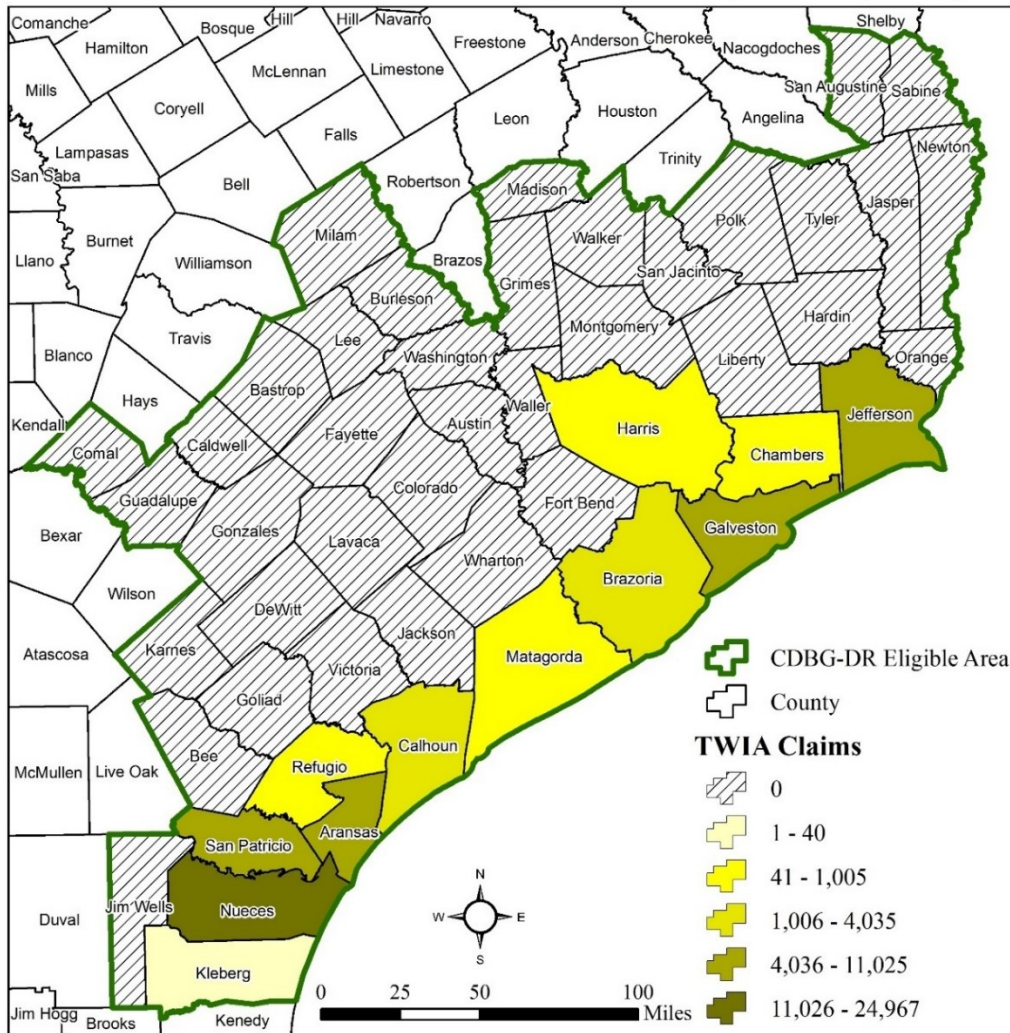 Comanche
Hill
Hill
Navarro
Shelby
Bosque
Hamilton
Freestone
Anderson
Cherokee
Nacogdoches
McLennan
Limestone
Mills
San Augustine
Sabine
Coryell
Leon
Houston
Angelina
Falls
Lampasas
Trinity
Newton
San Saba
Bell
Robertson
Madison
Jasper
Burnet
Milam
Polk
Tyler
Walker
Llano
Williamson
Brazos
San Jacinto
Grimes
Burleson
Hardin
Travis
Lee
Montgomery
Blanco
Washington
Liberty
Orange
Bastrop
Hays
Waller
Jefferson
Kendall
Caldwell
Fayette
Austin
Harris
Comal
Chambers
Guadalupe
Colorado
Fort Bend
Bexar
Gonzales
Galveston
Lavaca
Wharton
Brazoria
Wilson
DeWitt
Jackson
Atascosa
Karnes
Matagorda
Victoria
Goliad
Calhoun
McMullen
Live Oak
Bee
Refugio
Aransas
San Patricio
Duval
Jim Wells
Nueces
Kleberg
Jim Hogg
Brooks
Kenedy
N
W E
S
0 25 50 100
Miles
CDBG-DR Eligible Area
County
TWIA Claims
0
1 - 40
41 - 1,005
1,006 - 4,035
4,036 - 11,025
11,026 - 24,967